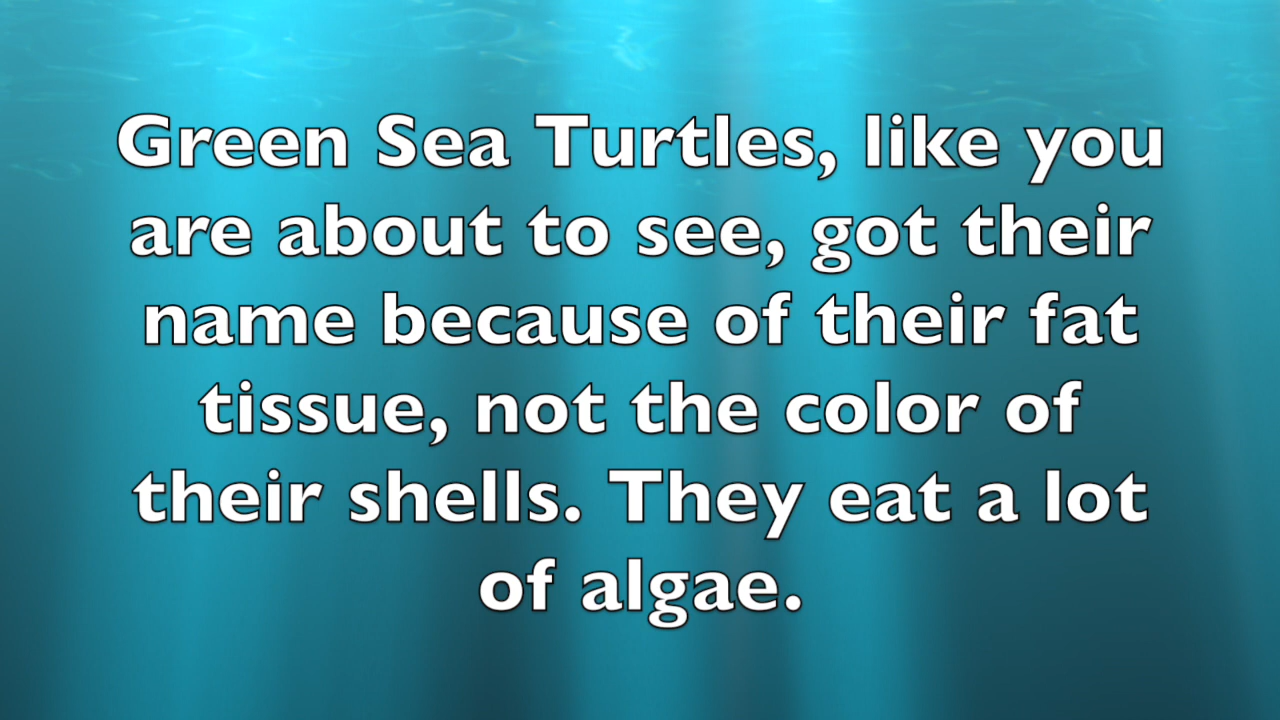 Green Sea Turtles, like you
are about to see, got their
name because of their fat
tissue, not the color of
their shells. They eat a lot
of algae.